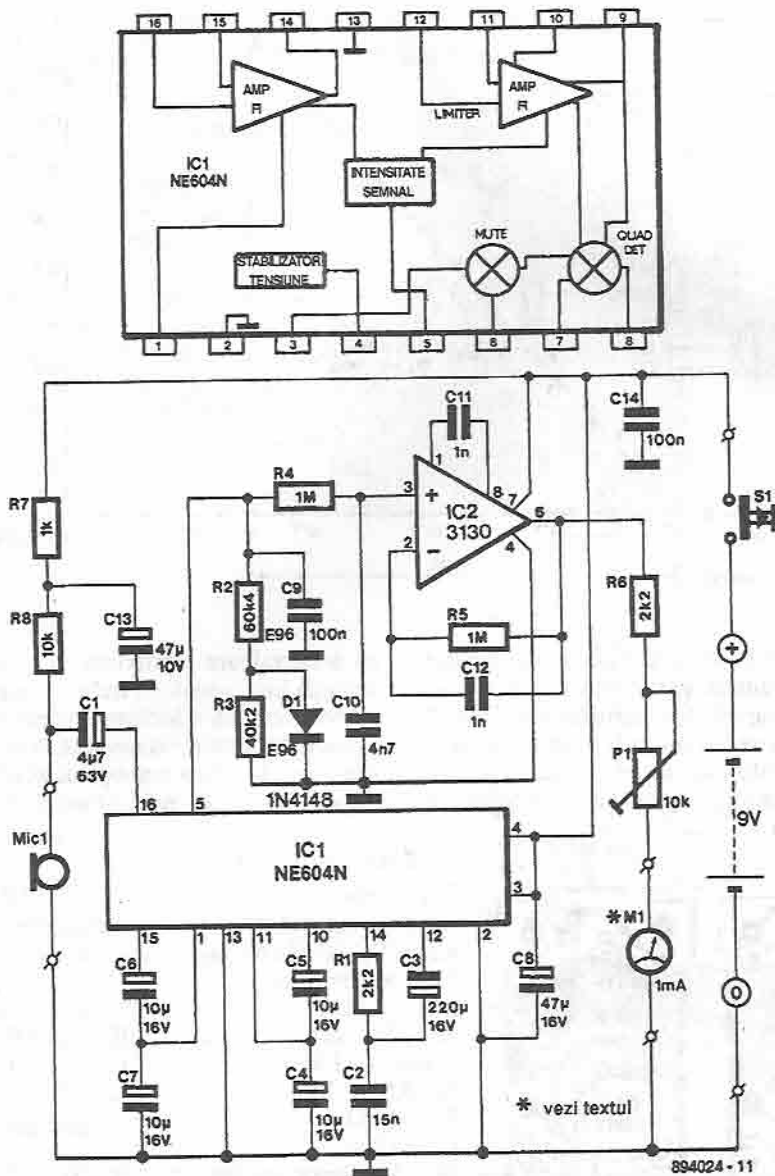 16
15
14
13
12
11
10
9
AMP
FI
AMP
FI
LIMITER
IC1
NE604N
INTENSITATE
SEMNAL
MUTE
QUAD
DET
STABILIZATOR
TENSIUNE
1
2
3
4
5
6
7
8
C11
1n
C14
100n
R4
1M
1
8
7
3
+
IC2
3130
6
2
−
4
S1
R7
1k
R2
60k4
E96
C9
100n
R5
1M
R6
2k2
R8
10k
C13
47µ
10V
C12
1n
+
C1
4µ7
63V
R3
40k2
E96
D1
C10
4n7
P1
10k
9V
1N4148
16
5
Mic1
IC1
NE604N
4
3
* M1
1mA
0
15
1
13
11
10
14
12
2
C6
10µ
16V
C5
10µ
16V
R1
2k2
C3
220µ
16V
C8
47µ
16V
C7
10µ
16V
C4
10µ
16V
C2
15n
* vezi textul
894024 - 11